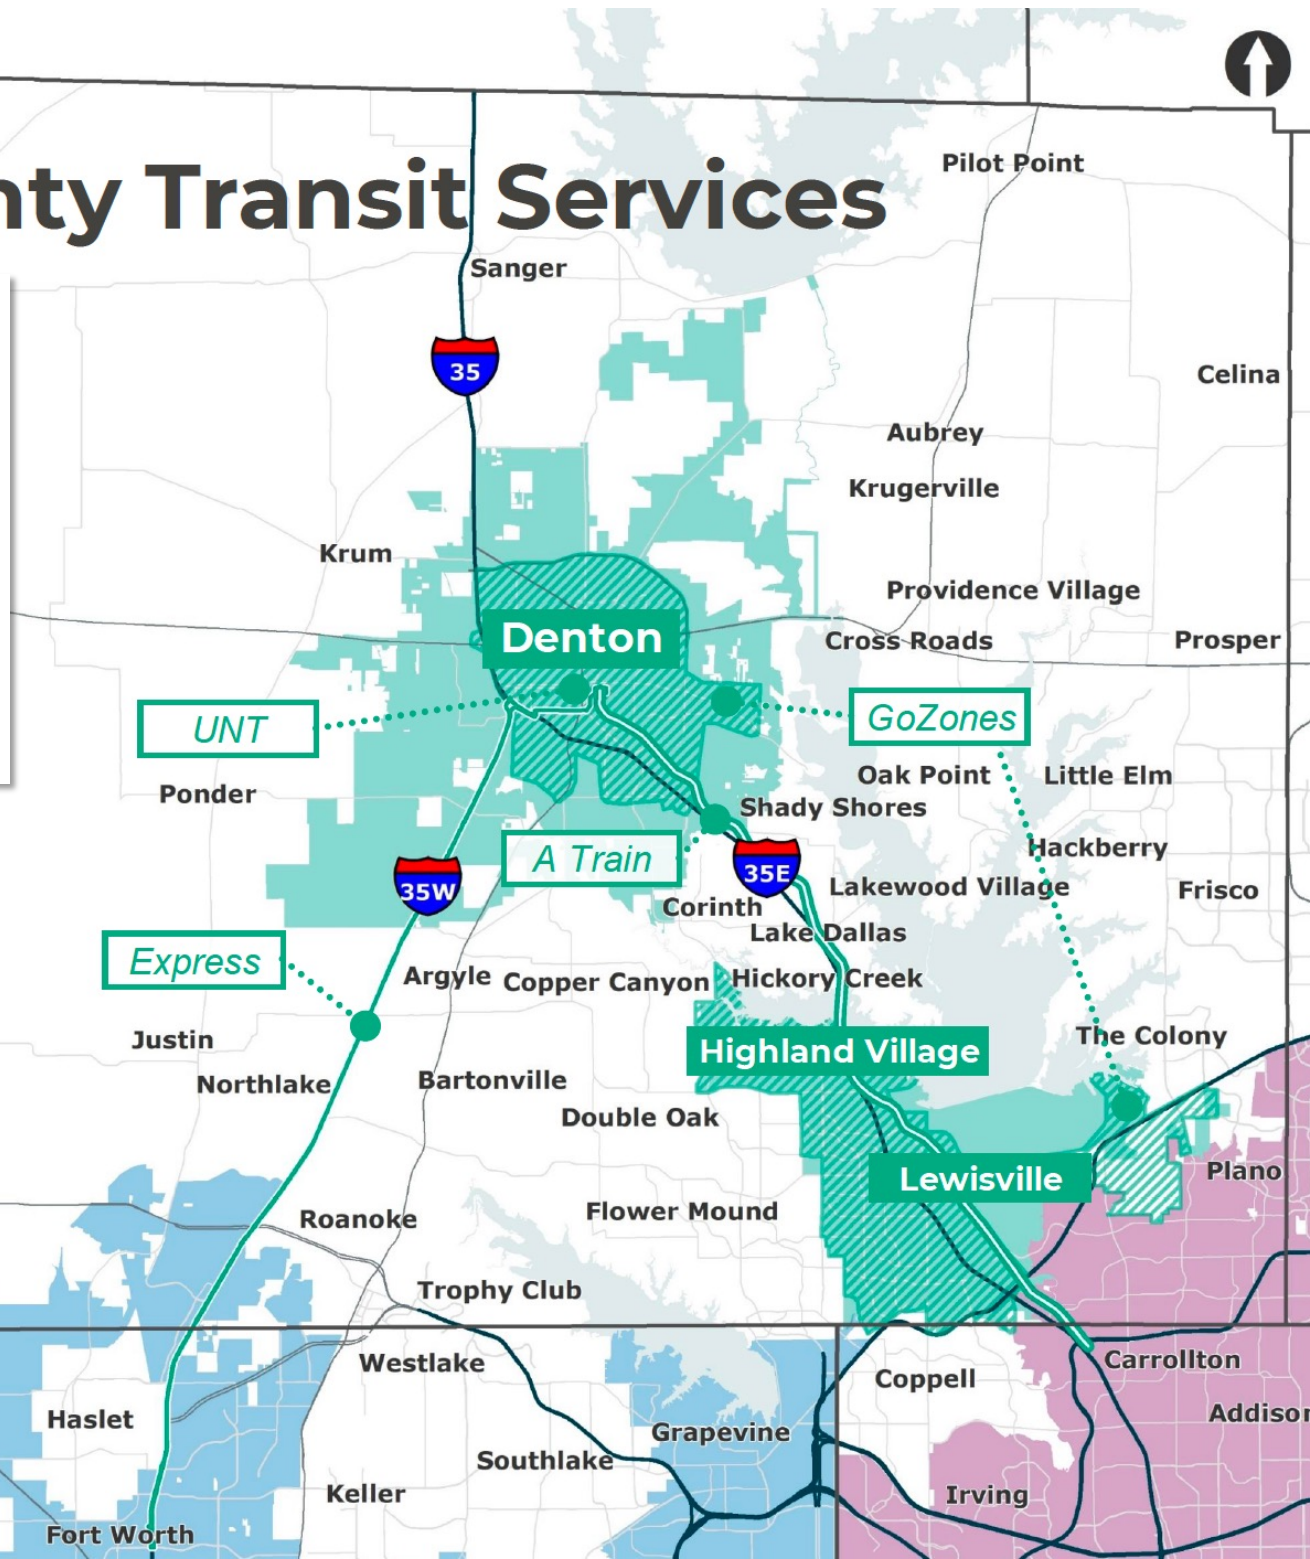 nty Transit Services
Pilot Point
Sanger
35
Celina
Aubrey
Krugerville
Krum
Providence Village
Denton
Cross Roads
Prosper
UNT
GoZones
Oak Point
Little Elm
Ponder
Shady Shores
A Train
Hackberry
35E
35W
Lakewood Village
Frisco
Corinth
Lake Dallas
Express
Argyle
Copper Canyon
Hickory Creek
Justin
The Colony
Highland Village
Northlake
Bartonville
Double Oak
Lewisville
Plano
Roanoke
Flower Mound
Trophy Club
Westlake
Carrollton
Coppell
Haslet
Addisor
Grapevine
Southlake
Keller
Irving
Fort Worth